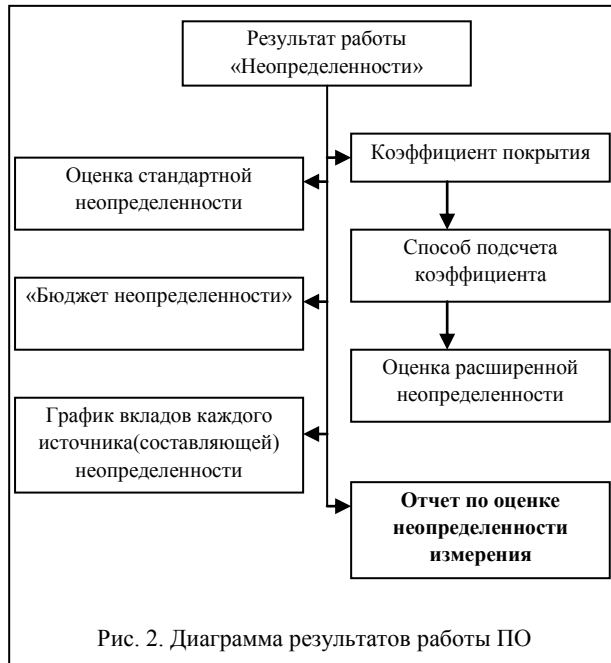 Результат работы
«Неопределенности»
Коэффициент покрытия
Оценка стандартной
неопределенности
Способ подсчета
коэффициента
«Бюджет неопределенности»
Оценка расширенной
неопределенности
График вкладов каждого
источника(составляющей)
неопределенности
Отчет по оценке
неопределенности
измерения
Рис. 2. Диаграмма результатов работы ПО